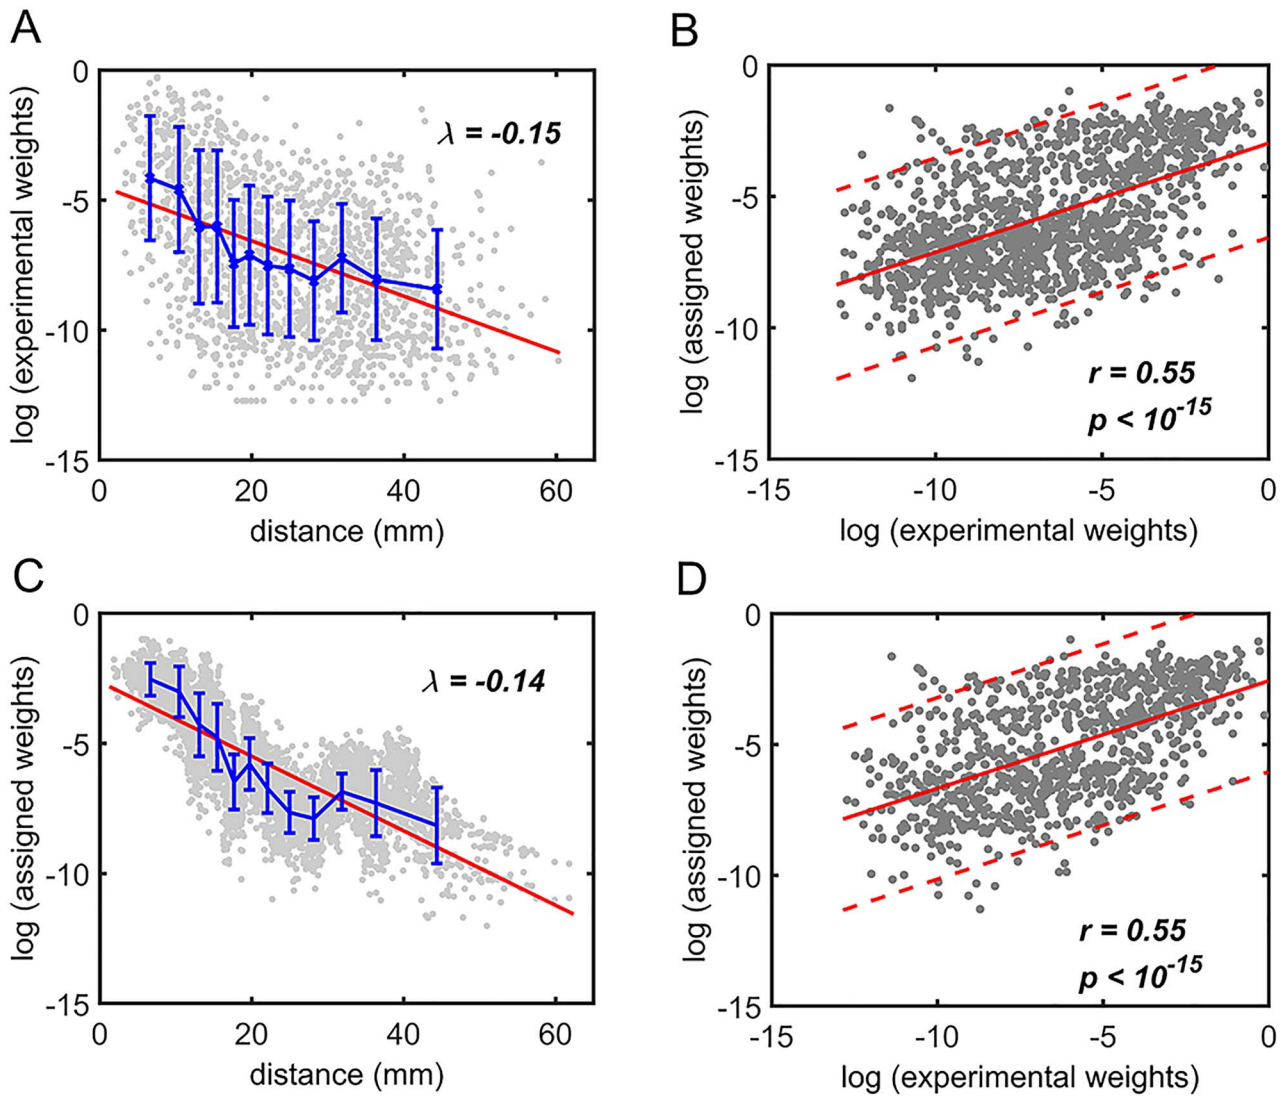 A
log (experimental weights)
0
-5
-10
-15
λ = -0.15
0 20 40 60
distance (mm)
B
log (assigned weights)
0
-5
-10
-15
r = 0.55
p < 10^-15
-15 -10 -5 0
log (experimental weights)
C
log (assigned weights)
0
-5
-10
-15
λ = -0.14
0 20 40 60
distance (mm)
D
log (assigned weights)
0
-5
-10
-15
r = 0.55
p < 10^-15
-15 -10 -5 0
log (experimental weights)